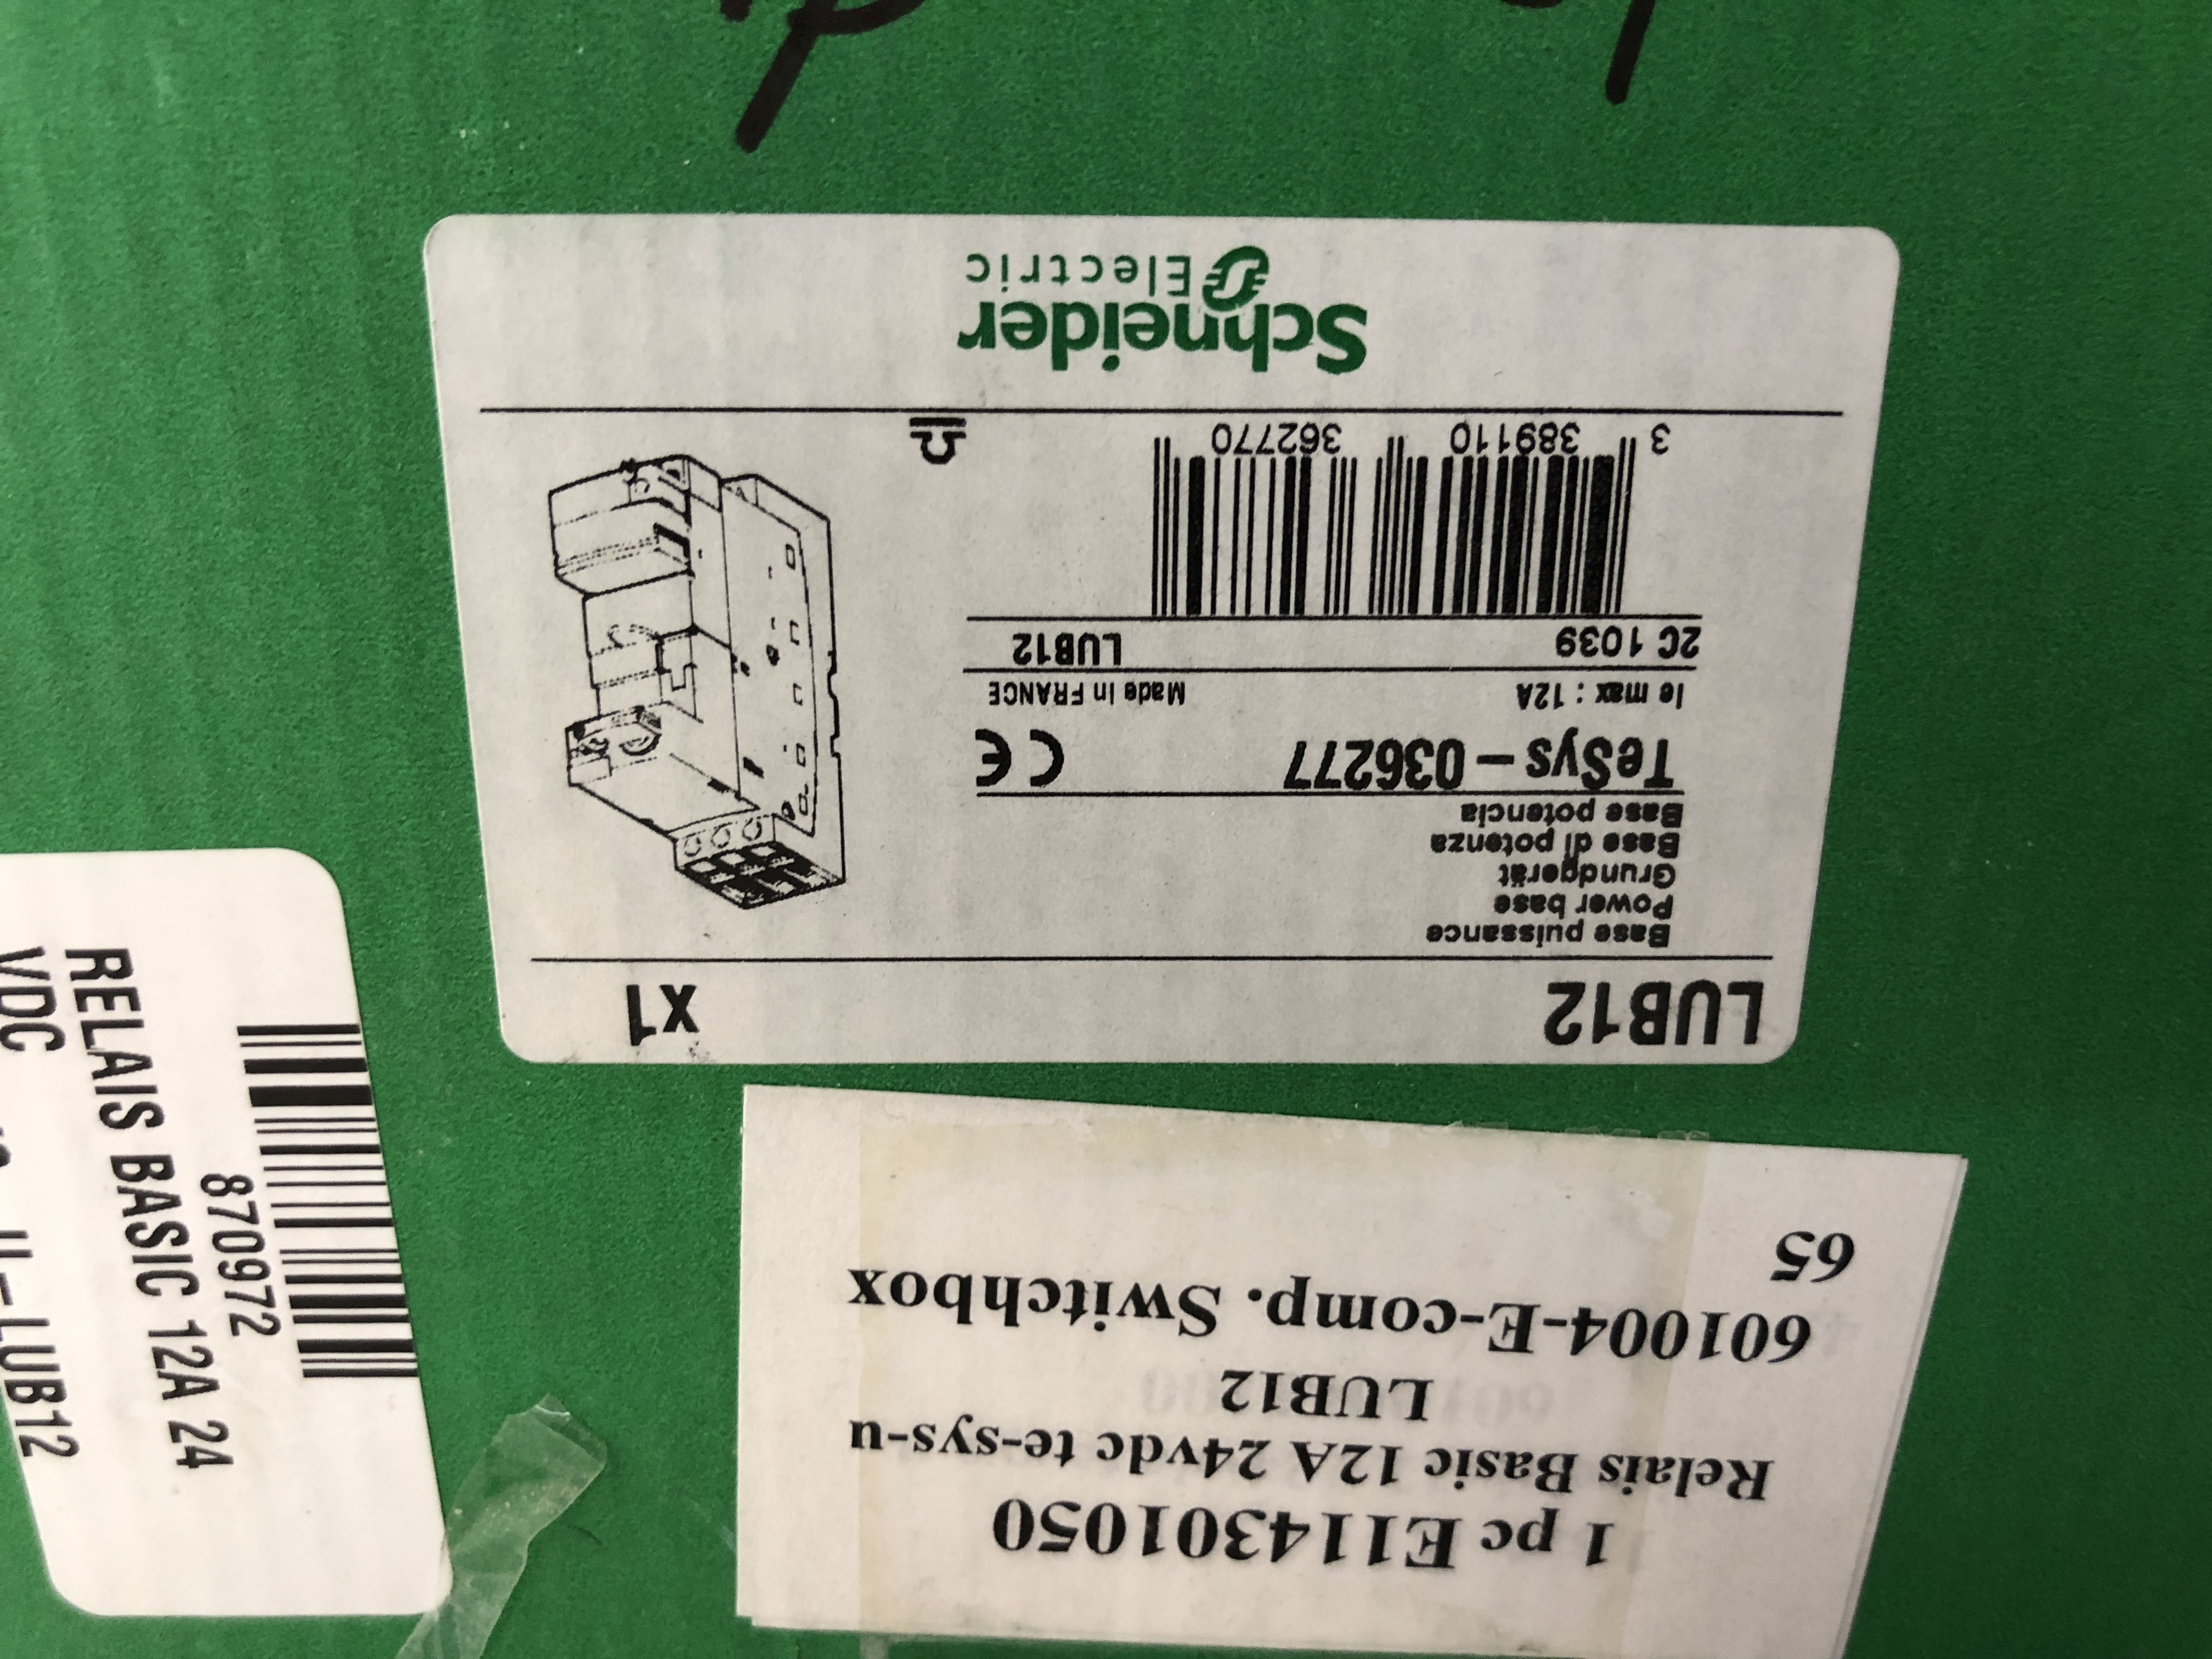 1 pc E114301050
Relais Basic 12A 24vdc te-sys-u
LUB12
601004-E-comp. Switchbox
65
LUB12 x1
Base puissance
Power base
Grundgerät
Base di potenza
Base potencia
TeSys – 036277 CE
Ie max : 12A Made in FRANCE
2C 1039 LUB12
3 389110 362770
Schneider
Electric
870972
RELAIS BASIC 12A 24
VDC
LUB12